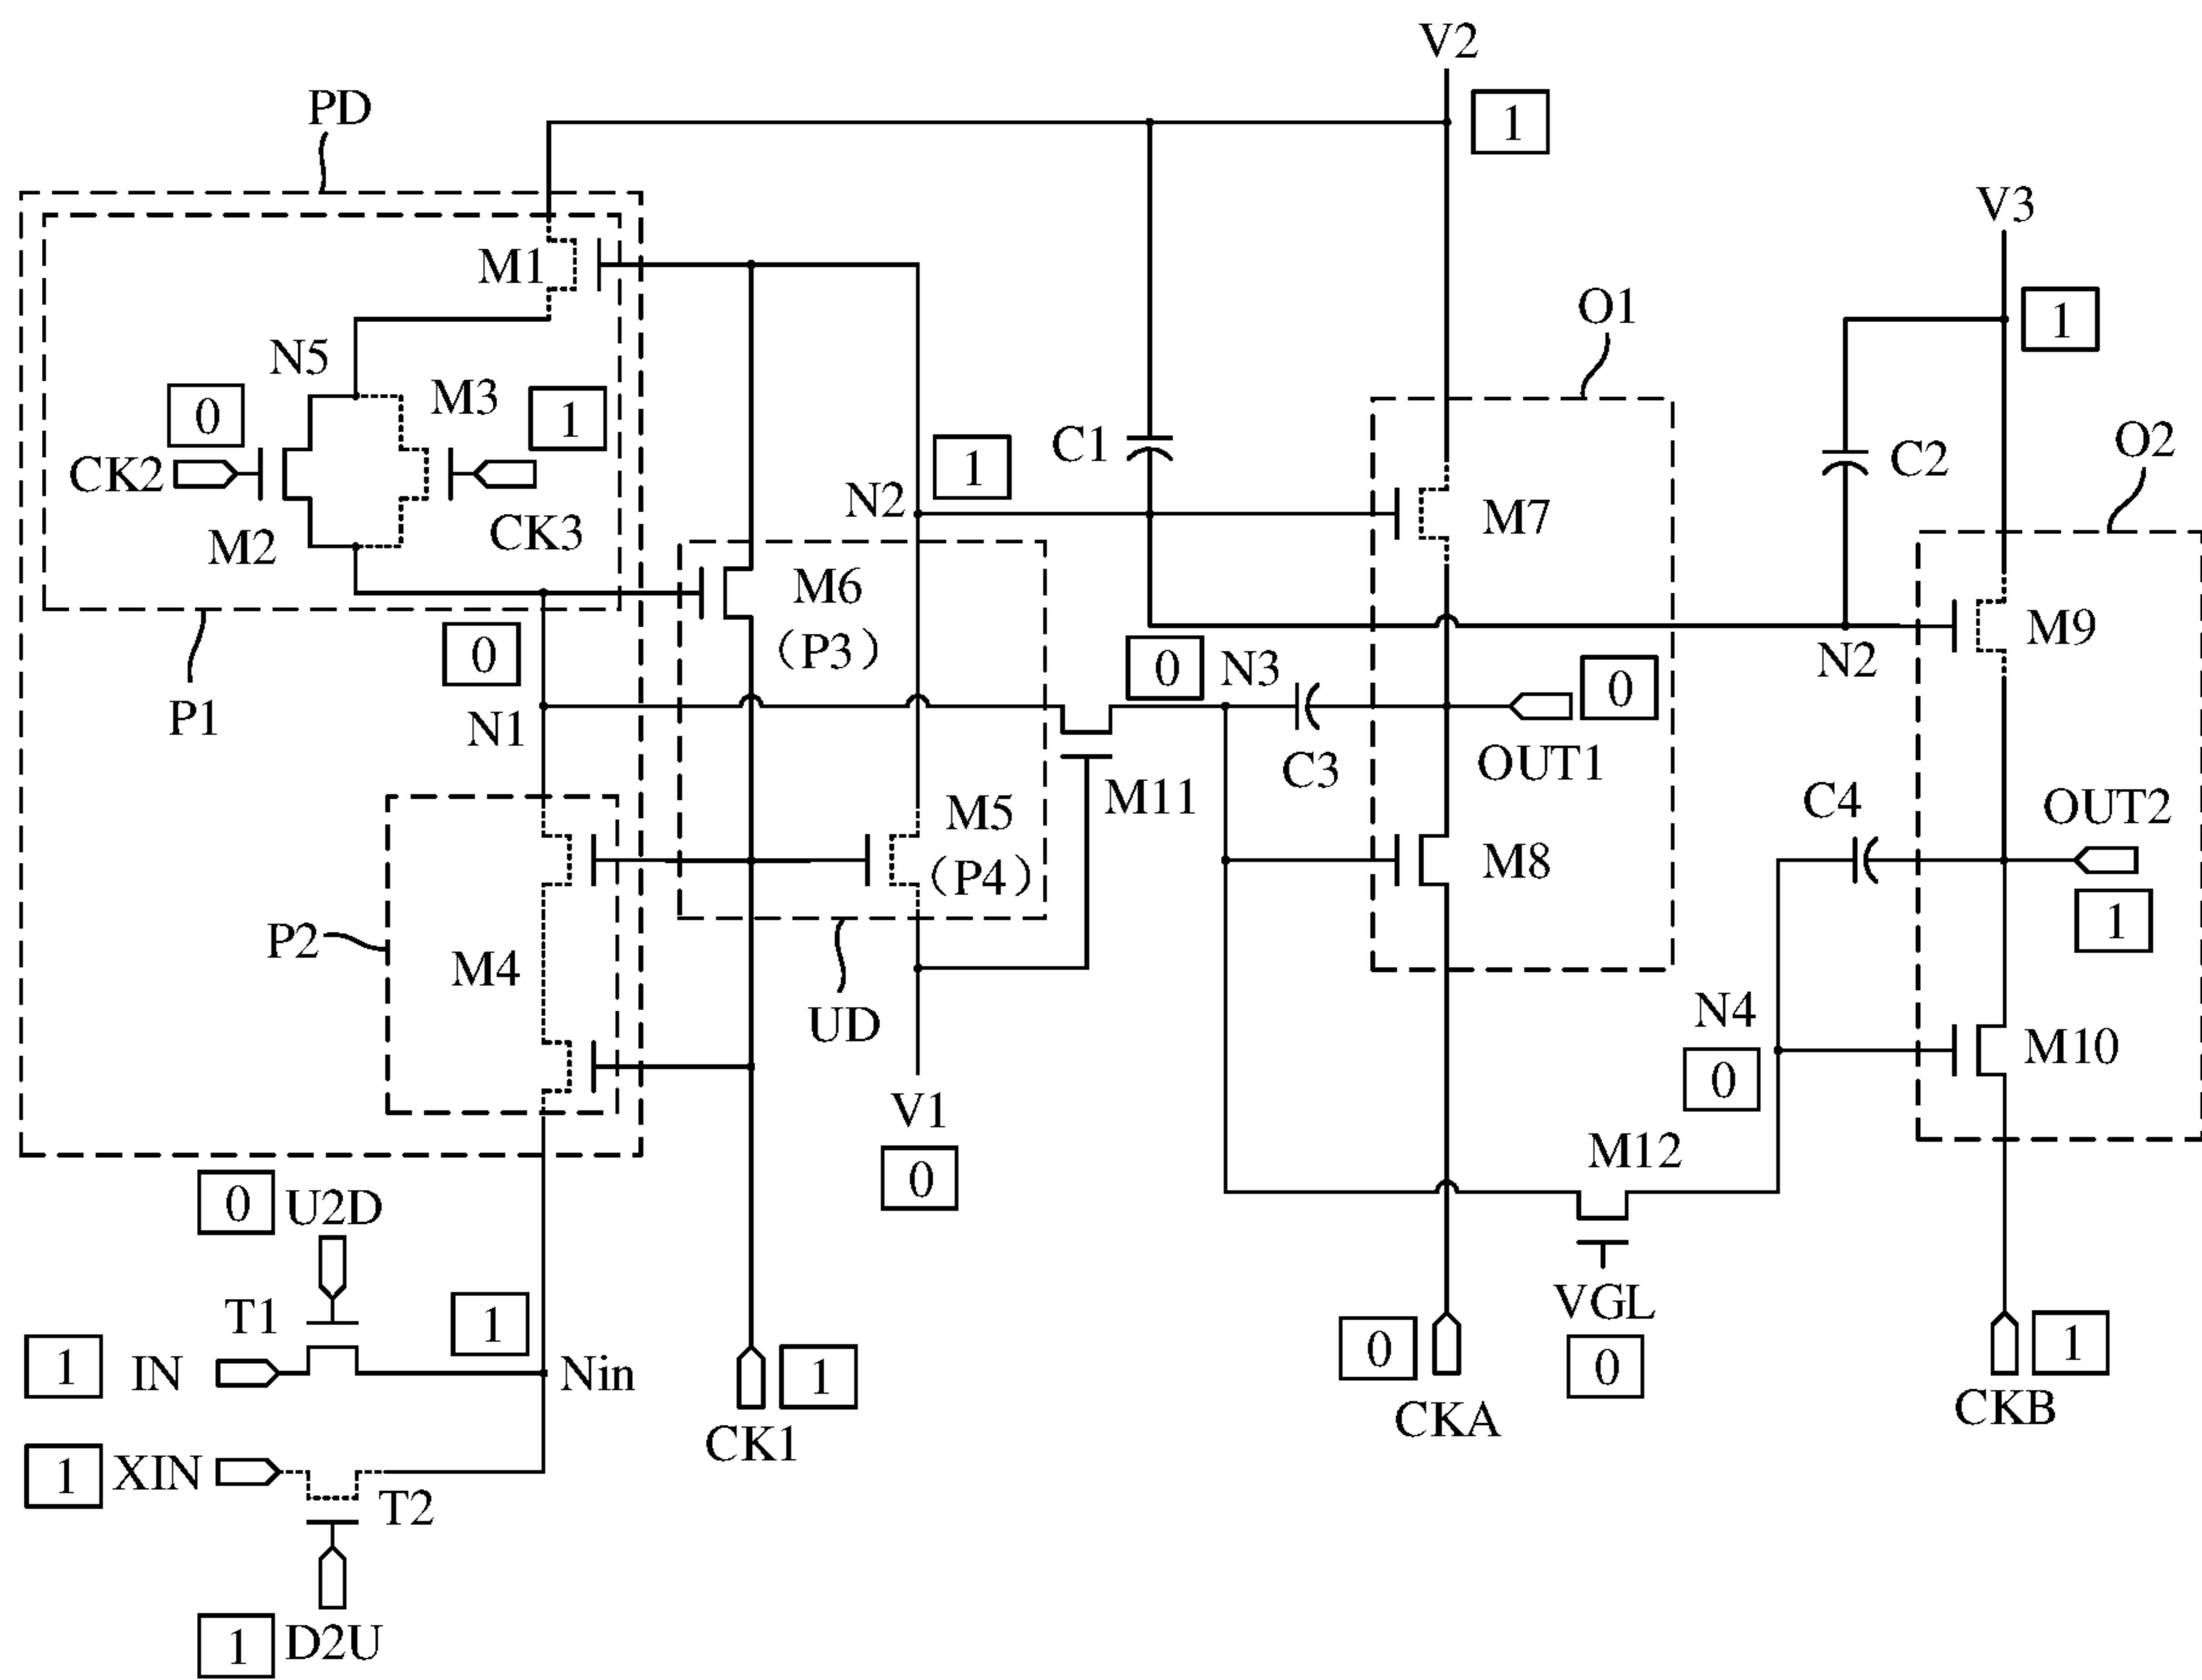 V2
1
PD
V3
1
M1
O1
N5
M3
0
1
CK2
M2
CK3
C1
1
N2
M7
C2
O2
M6
(P3)
M9
N2
0
0
N3
0
P1
N1
C3
OUT1
M11
M5
(P4)
M8
C4
OUT2
1
P2
M4
UD
N4
0
M10
V1
0
M12
0
U2D
T1
1
1
IN
Nin
1
CK1
VGL
0
0
CKA
1
CKB
1
XIN
T2
1
D2U